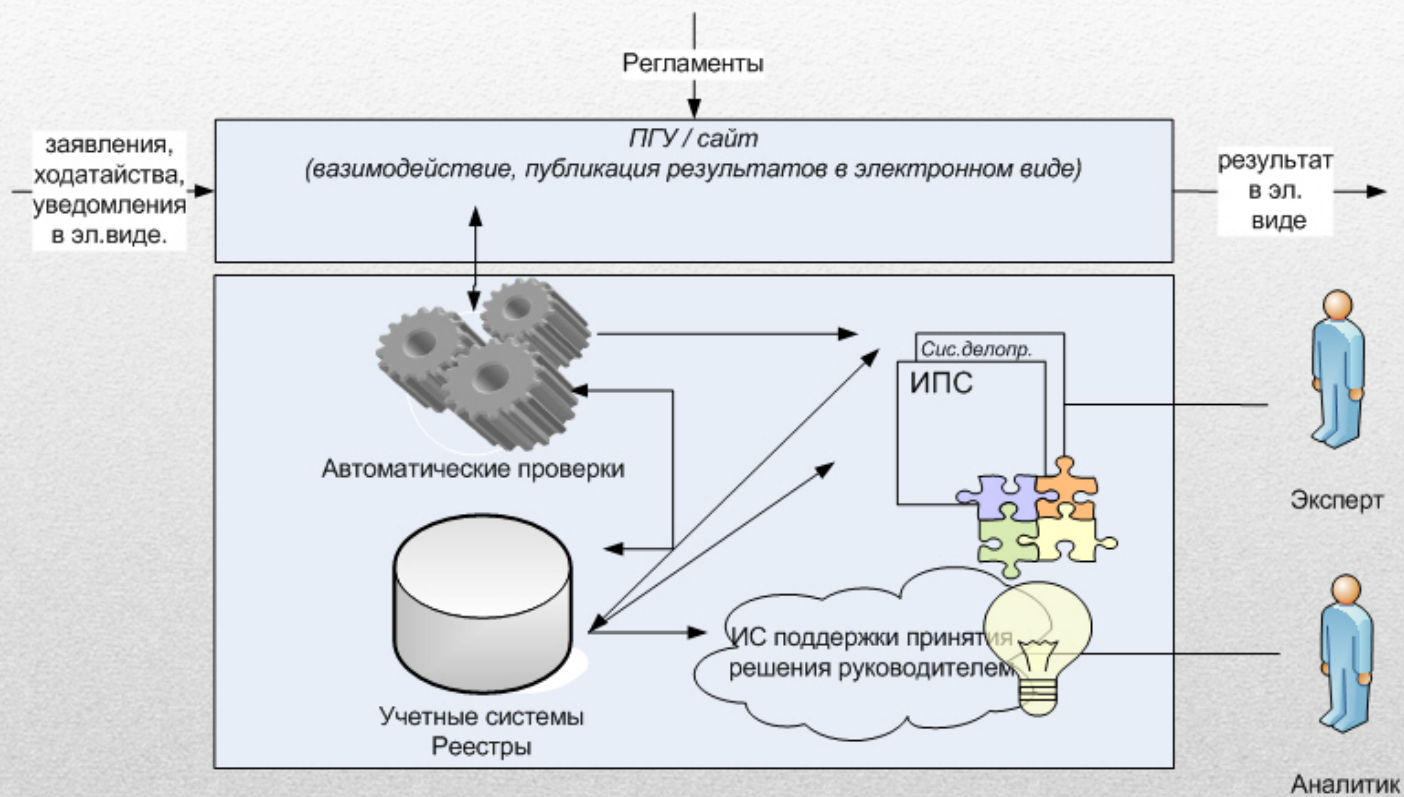 Регламенты
заявления,
ходатайства,
уведомления
в эл.виде.
ПГУ / сайт
(вазимодействие, публикация результатов в электронном виде)
результат
в эл.
виде
Сис.делопр.
ИПС
Автоматические проверки
Эксперт
ИС поддержки принятия
решения руководителем
Учетные системы
Реестры
Аналитик